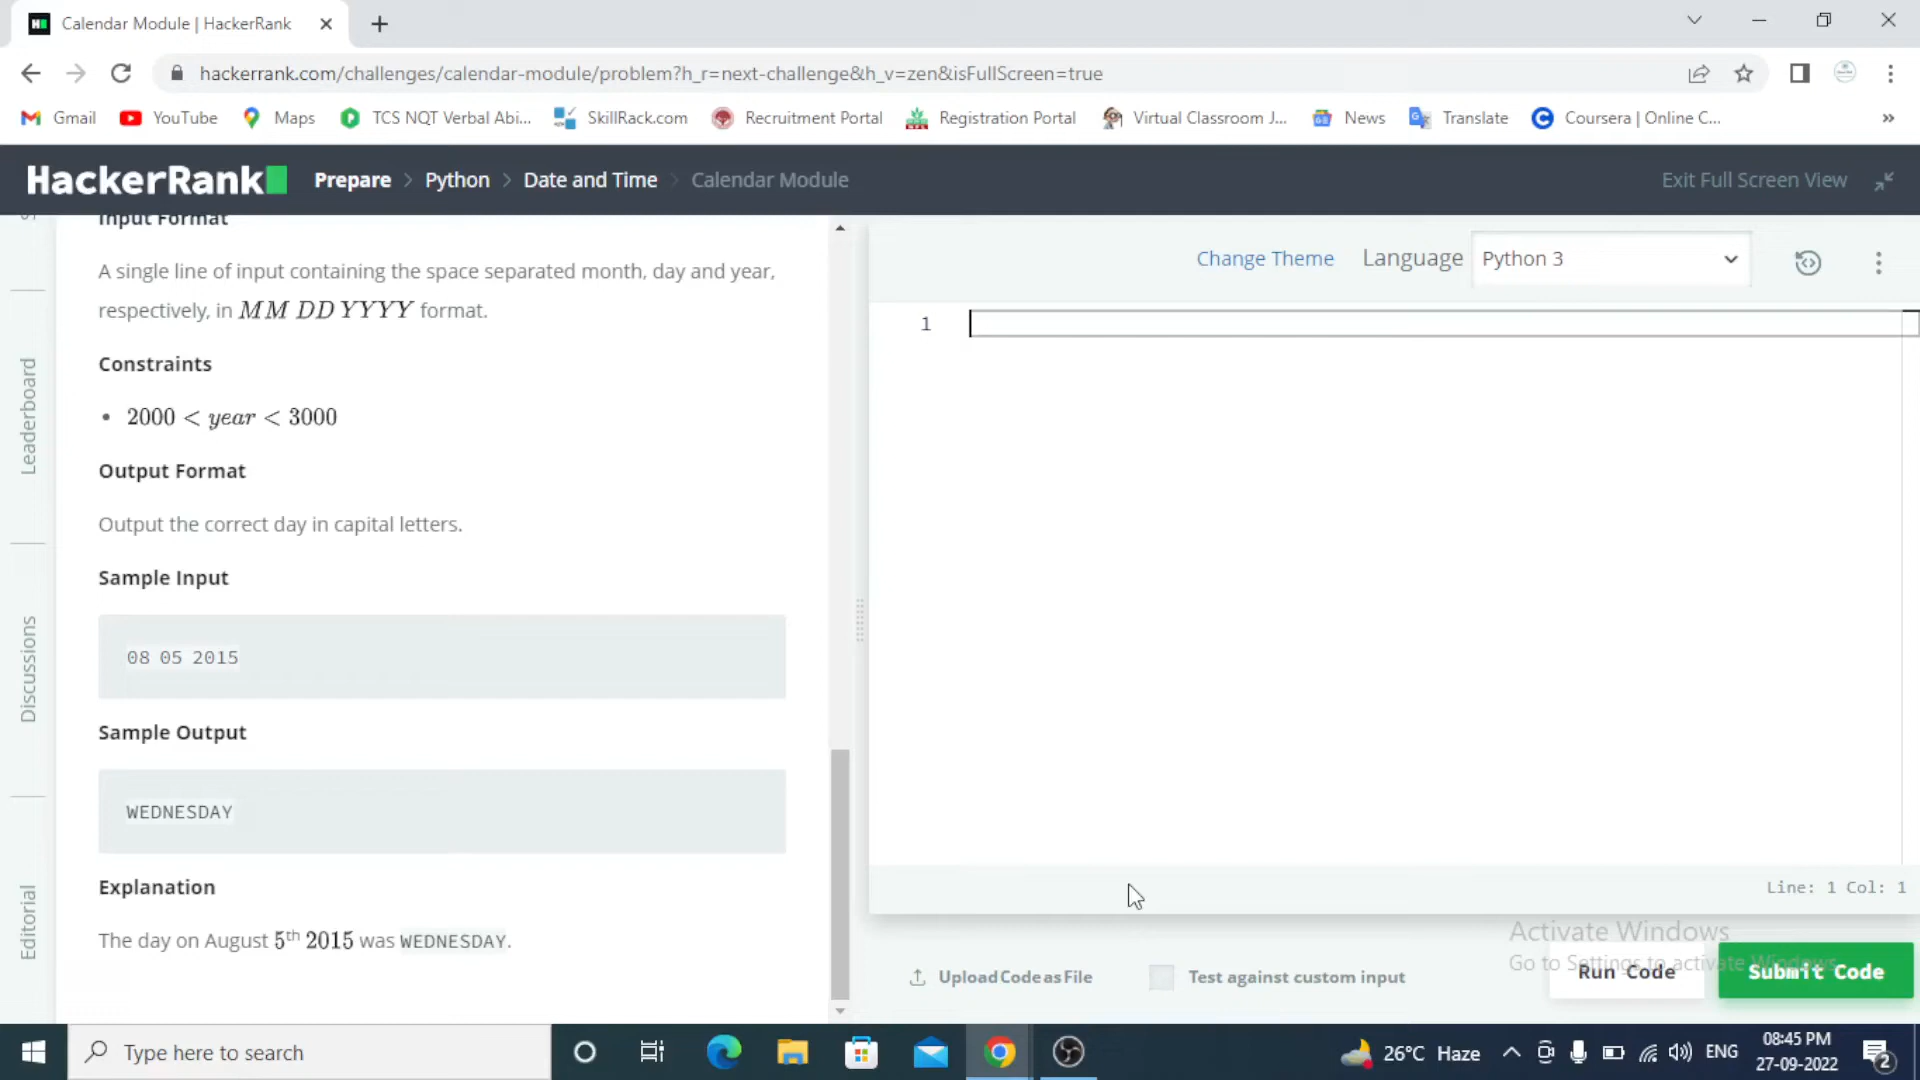 Calendar Module | HackerRank
hackerrank.com/challenges/calendar-module/problem?h_r=next-challenge&h_v=zen&isFullScreen=true
Gmail YouTube Maps TCS NQT Verbal Abi... SkillRack.com Recruitment Portal Registration Portal Virtual Classroom J... News Translate Coursera | Online C... »
HackerRank Prepare > Python > Date and Time > Calendar Module Exit Full Screen View
Input Format
A single line of input containing the space separated month, day and year,
respectively, in MM DD YYYY format.
Constraints
• 2000 < year < 3000
Output Format
Output the correct day in capital letters.
Sample Input
08 05 2015
Sample Output
WEDNESDAY
Explanation
The day on August 5th 2015 was WEDNESDAY.
Leaderboard
Discussions
Editorial
Change Theme Language Python 3
1
Line: 1 Col: 1
Activate Windows
Go to Settings to activate Windows.
Upload Code as File Test against custom input Run Code Submit Code
Type here to search
26°C Haze ENG 08:45 PM
27-09-2022 2